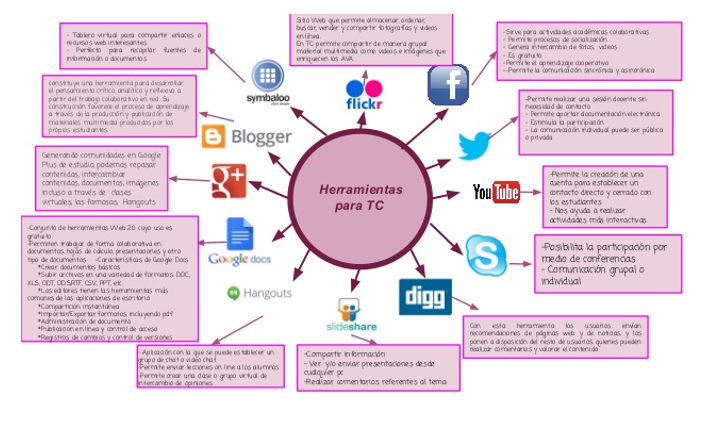 - Tablero virtual para compartir enlaces o
recursos web interesantes.
- Perfecto para recopilar fuentes de
información o documentos.
symbaloo
Sitio Web que permite almacenar, ordenar,
buscar, vender y compartir fotografías y videos
en línea.
En TC permite compartir de manera grupal
material multimedia como videos e imágenes que
enriquecen los AVA.
flickr
f
-Sirve para actividades académicas colaborativas
- Permite procesos de socialización
- Genera intercambio de fotos, videos
- Es gratuito
-Permite el aprendizaje cooperativo
-Permite la comunicación sincrónica y asincrónica
constituye una herramienta para desarrollar
el pensamiento crítico, analítico y reflexivo a
partir del trabajo colaborativo en red. Su
construcción favorece el proceso de aprendizaje
a través de la producción y publicación de
materiales multimedia producidos por los
propios estudiantes.
Blogger
-Permite realizar una sesión docente sin
necesidad de contacto
- Permite aportar documentación electrónica
- Estimula la participación
- La comunicación individual puede ser pública
o privada
Generando comunidades en Google
Plus de estudio, podemos repasar
contenidos, intercambiar
contenidos, documentos, imágenes
incluso a través de clases
virtuales, las famosas Hangouts
g+
Herramientas
para TC
YouTube
- Permite la creación de una
cuenta para establecer un
contacto directo y cerrado con
los estudiantes
- Nos ayuda a realizar
actividades más interactivas
-Conjunto de herramientas Web 2.0 cuyo uso es
gratuito
-Permiten trabajar de forma colaborativa en
documentos, hojas de cálculo, presentaciones y otro
tipo de documentos. -Características de Google Docs
*Crear documentos básicos
*Subir archivos en una variedad de formatos: DOC,
XLS, ODT, ODS, RTF, CSV, PPT, etc
*Los editores tienen las herramientas más
comunes de las aplicaciones de escritorio
*Compartición instantánea
*Importan/Exportar formatos, incluyendo pdf
*Administración de documento
*Publicación en línea y control de acceso
*Registros de cambios y control de versiones
Google docs
S
-Posibilita la participación por
medio de conferencias
- Comunicación grupal o
individual
Hangouts
slideshare
digg
- Aplicación con la que se puede establecer un
grupo de chat o video chat
-Permite enviar lecciones on line a los alumnos
-Permite crear una clase o grupo virtual de
intercambio de opiniones.
-Compartir información
- Ver y/o enviar presentaciones desde
cualquier pc
-Realizar comentarios referentes al tema
Con esta herramienta los usuarios envían
recomendaciones de páginas web y de noticias, y los
ponen a disposición del resto de usuarios, quienes pueden
realizar comentarios y valorar el contenido